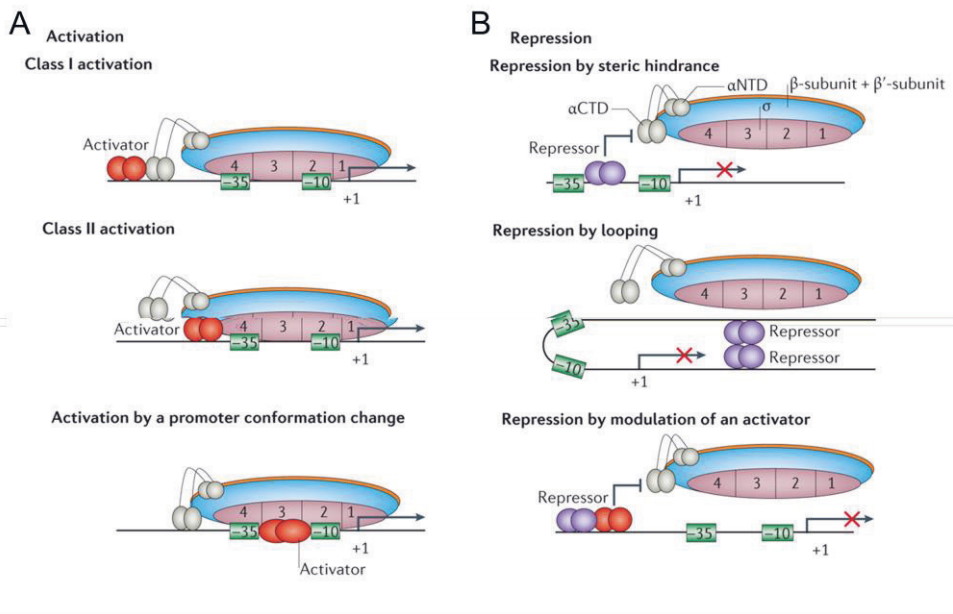 A
Activation
Class I activation
Activator
4 3 2 1
−35
−10
+1
Class II activation
Activator
4 3 2 1
−35
−10
+1
Activation by a promoter conformation change
4 3 2 1
−35
−10
+1
Activator
B
Repression
Repression by steric hindrance
αNTD
β-subunit + β′-subunit
αCTD
σ
4 3 2 1
Repressor
−35
−10
+1
Repression by looping
4 3 2 1
−35
Repressor
Repressor
−10
+1
Repression by modulation of an activator
4 3 2 1
Repressor
−35
−10
+1